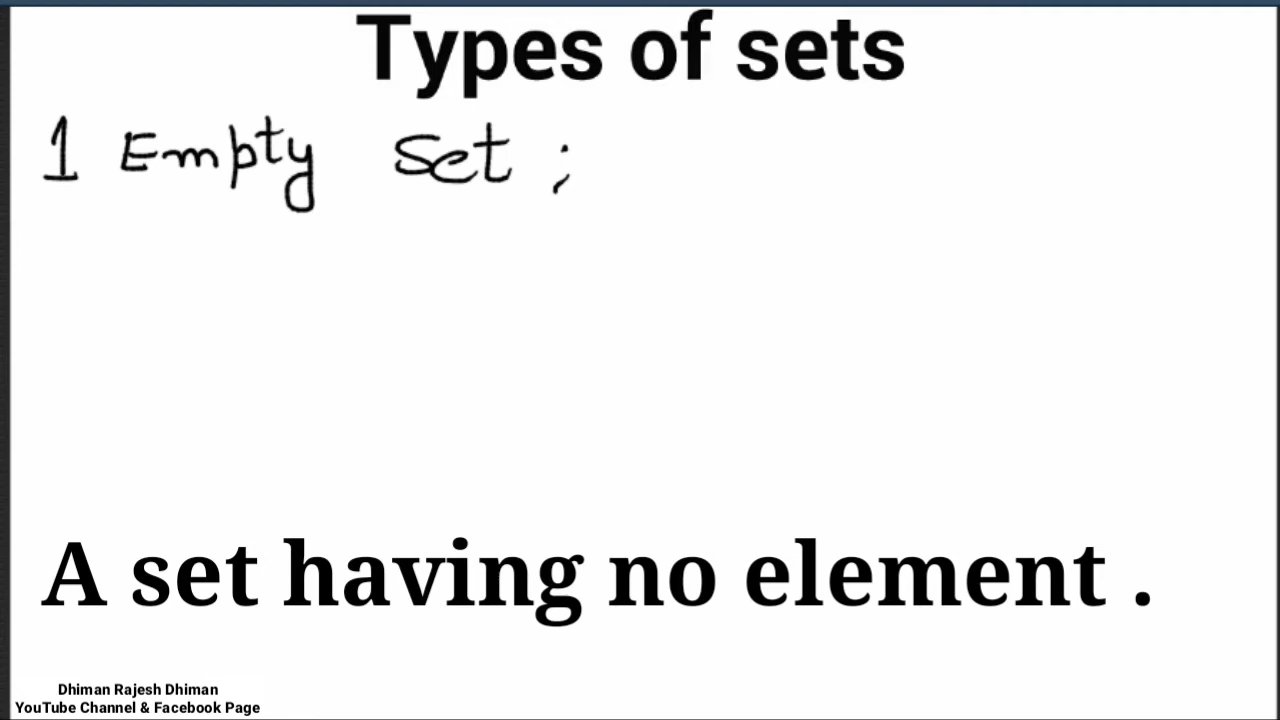 Types of sets
1 Empty Set ;
A set having no element .
Dhiman Rajesh Dhiman
YouTube Channel & Facebook Page